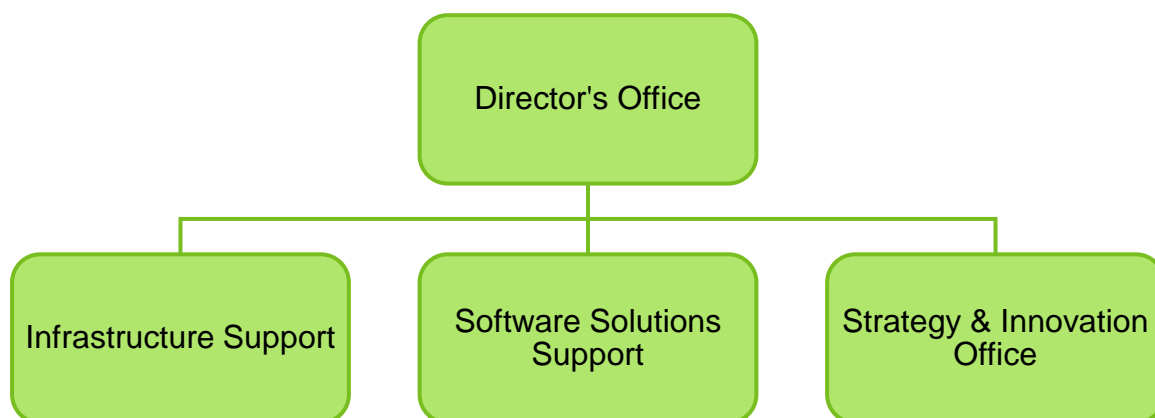 Director's Office
Infrastructure Support
Software Solutions
Support
Strategy & Innovation
Office